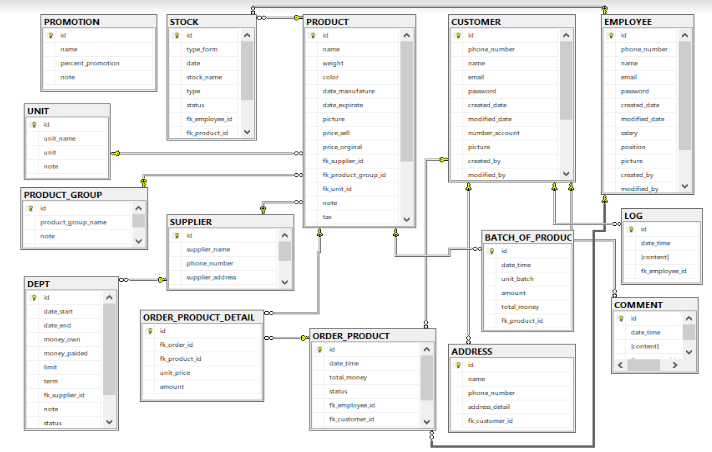 PROMOTION
id
name
percent_promotion
note
STOCK
id
type_form
date
stock_name
type
status
fk_employee_id
fk_product_id
PRODUCT
id
name
weight
color
date_manufature
date_expirate
picture
price_sell
price_orginal
fk_supplier_id
fk_product_group_id
fk_unit_id
note
tax
CUSTOMER
id
phone_number
name
email
password
created_date
modified_date
number_account
picture
created_by
modified_by
EMPLOYEE
id
phone_number
name
email
password
created_date
modified_date
salary
position
picture
created_by
modified_by
UNIT
id
unit_name
unit
note
PRODUCT_GROUP
id
product_group_name
note
SUPPLIER
id
supplier_name
phone_number
supplier_address
LOG
id
date_time
[content]
fk_employee_id
BATCH_OF_PRODUC
id
date_time
unit_batch
amount
total_money
fk_product_id
DEPT
id
date_start
date_end
money_own
money_paided
limit
term
fk_supplier_id
note
status
ORDER_PRODUCT_DETAIL
id
fk_order_id
fk_product_id
unit_price
amount
ORDER_PRODUCT
id
date_time
total_money
status
fk_employee_id
fk_customer_id
ADDRESS
id
name
phone_number
address_detail
fk_customer_id
COMMENT
id
date_time
[content]